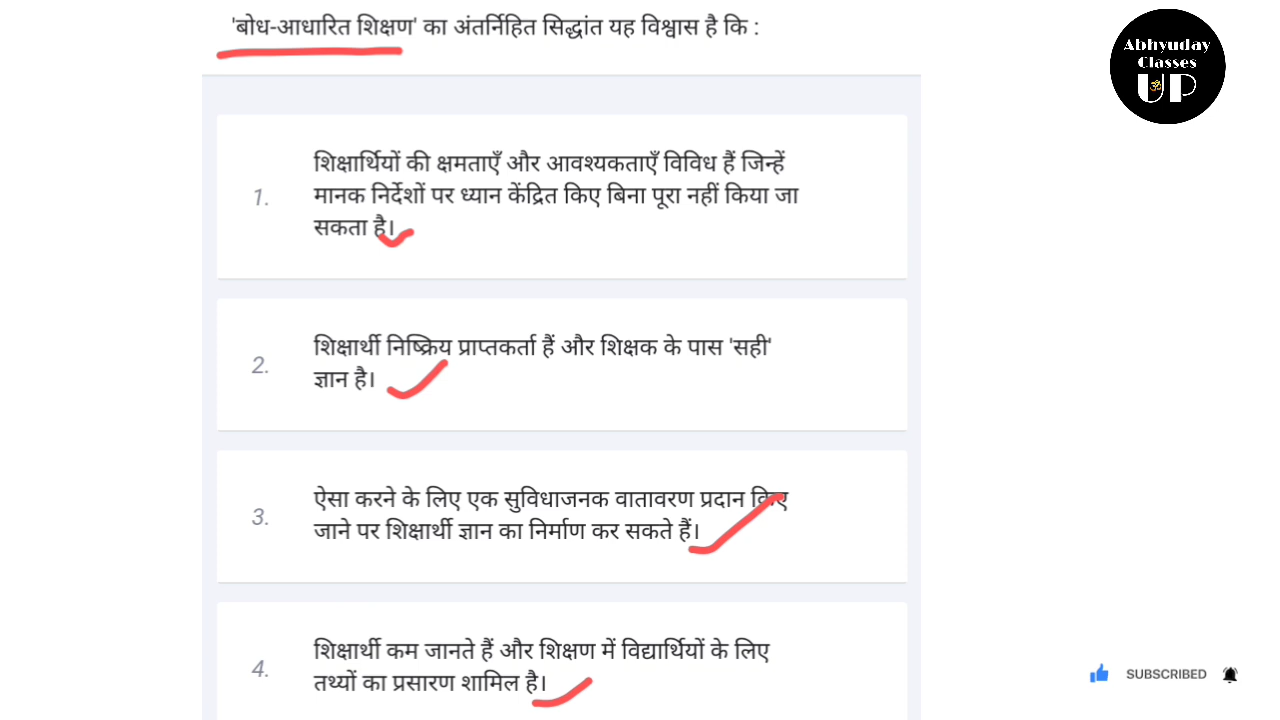 'बोध-आधारित शिक्षण' का अंतर्निहित सिद्धांत यह विश्वास है कि :
Abhyuday
Classes
UP
1.
शिक्षार्थियों की क्षमताएँ और आवश्यकताएँ विविध हैं जिन्हें
मानक निर्देशों पर ध्यान केंद्रित किए बिना पूरा नहीं किया जा
सकता है।
2.
शिक्षार्थी निष्क्रिय प्राप्तकर्ता हैं और शिक्षक के पास 'सही'
ज्ञान है।
3.
ऐसा करने के लिए एक सुविधाजनक वातावरण प्रदान किए
जाने पर शिक्षार्थी ज्ञान का निर्माण कर सकते हैं।
4.
शिक्षार्थी कम जानते हैं और शिक्षण में विद्यार्थियों के लिए
तथ्यों का प्रसारण शामिल है।
SUBSCRIBED